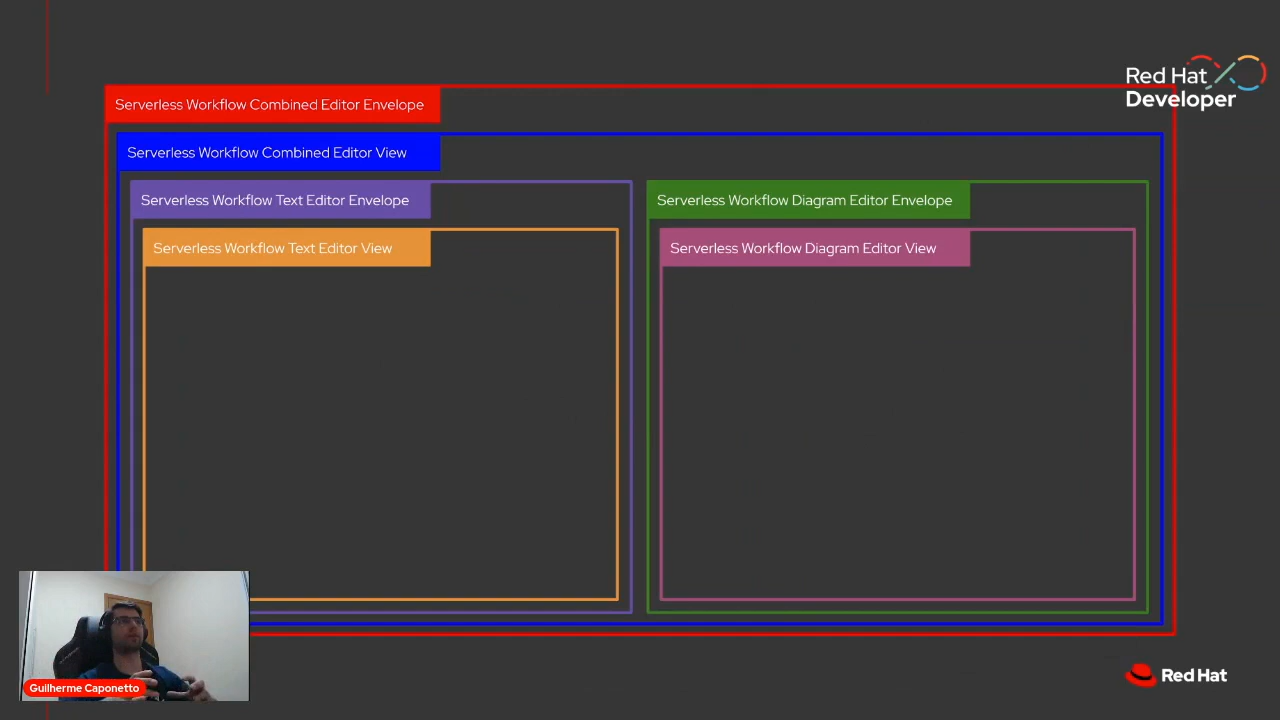 Red Hat
Developer
Serverless Workflow Combined Editor Envelope
Serverless Workflow Combined Editor View
Serverless Workflow Text Editor Envelope
Serverless Workflow Diagram Editor Envelope
Serverless Workflow Text Editor View
Serverless Workflow Diagram Editor View
Guilherme Caponetto
Red Hat